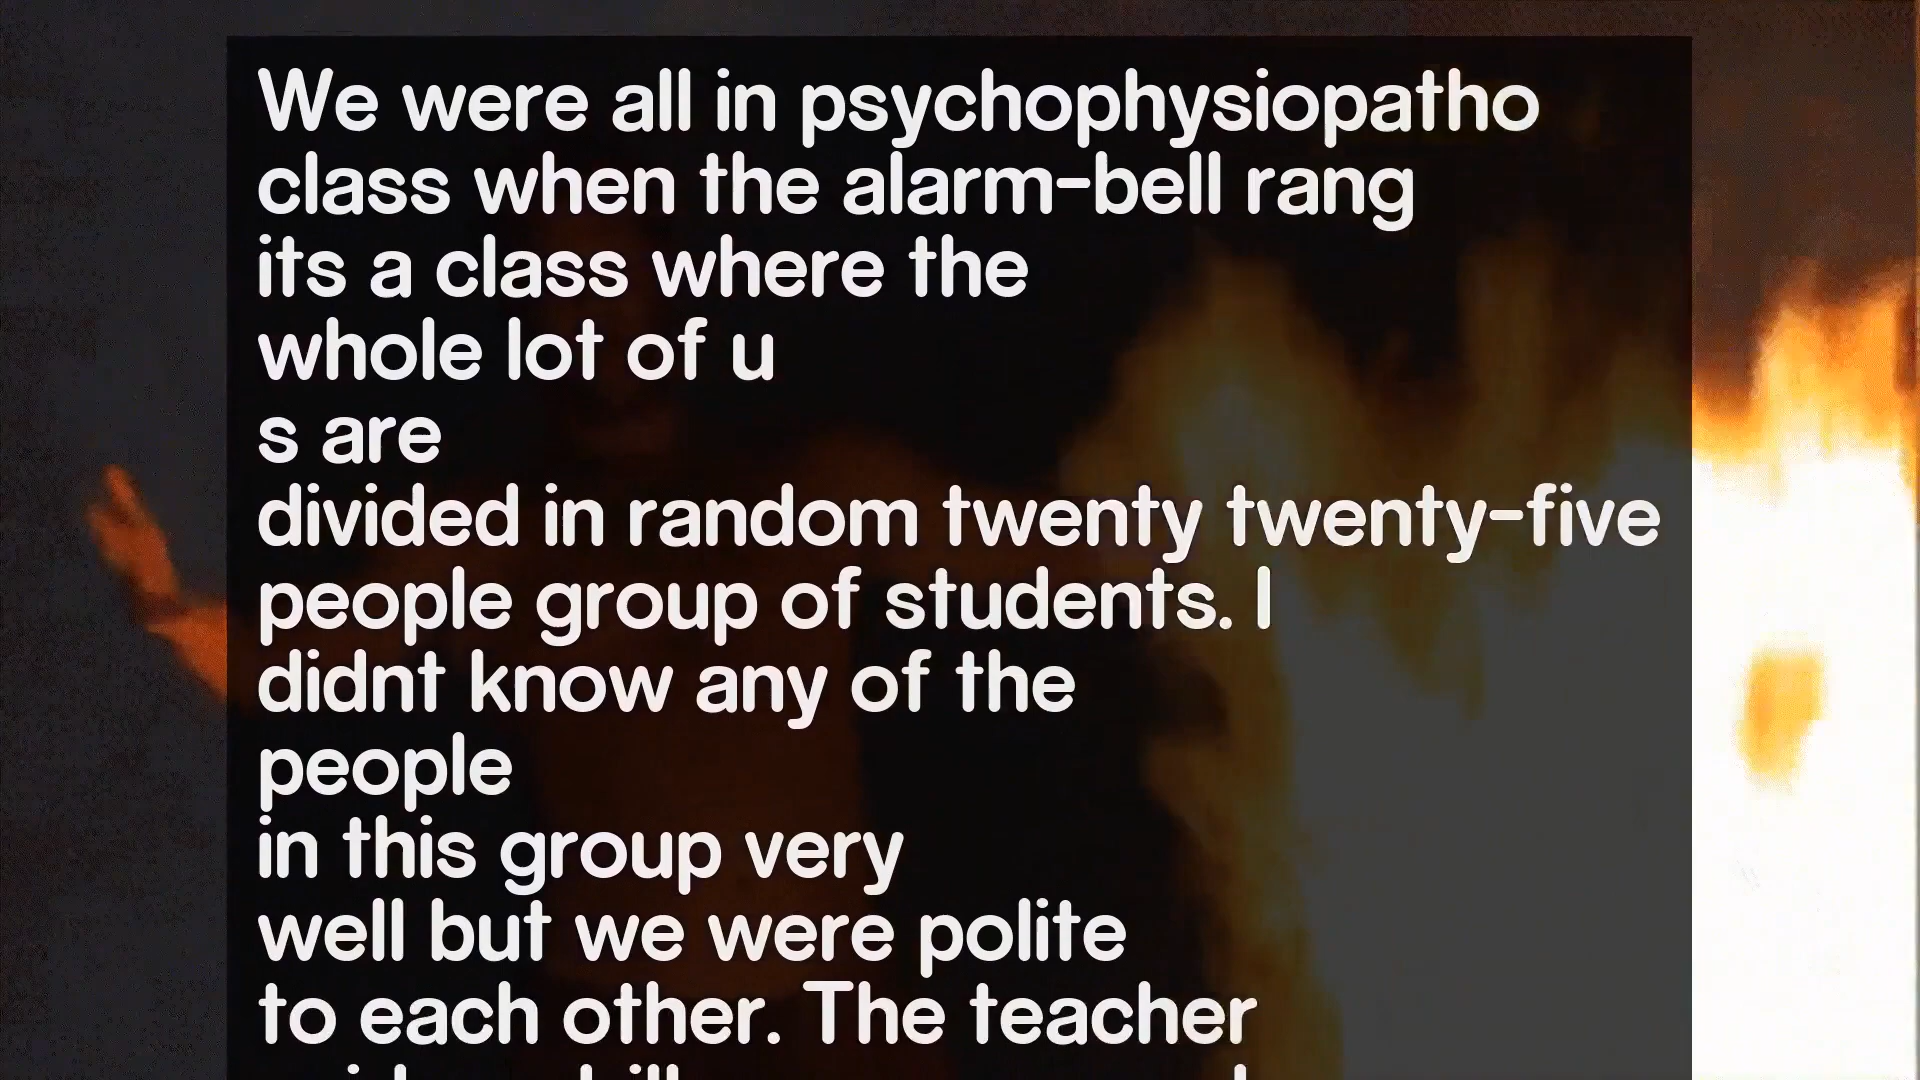 We were all in psychophysiopatho
class when the alarm-bell rang
its a class where the
whole lot of u
s are
divided in random twenty twenty-five
people group of students. I
didnt know any of the
people
in this group very
well but we were polite
to each other. The teacher